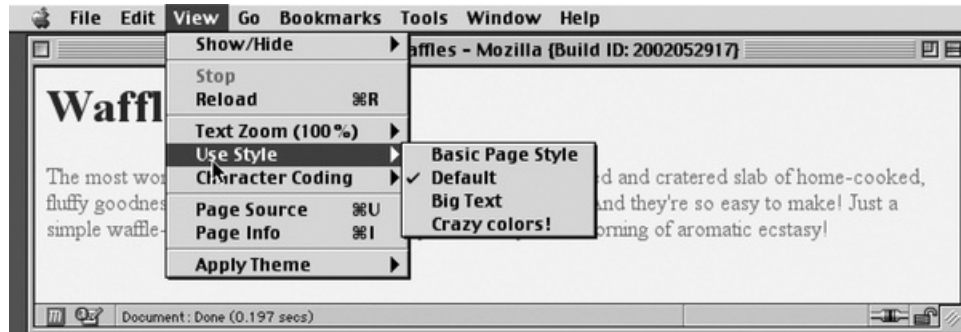 File Edit View Go Bookmarks Tools Window Help
Show/Hide
affles - Mozilla {Build ID: 2002052917}
Stop
Waffl
Reload ⌘R
Text Zoom (100%)
Use Style
Basic Page Style
The most wor
Character Coding
✓ Default
ed and cratered slab of home-cooked,
Big Text
fluffy goodnes
Page Source ⌘U
And they're so easy to make! Just a
Crazy colors!
simple waffle-
Page Info ⌘I
orning of aromatic ecstasy!
Apply Theme
Document: Done (0.197 secs)